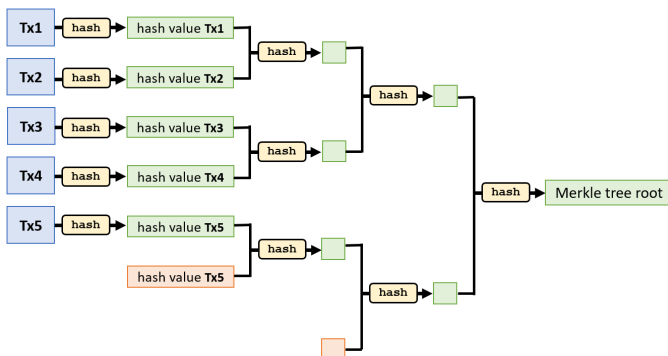 Tx1 hash hash value Tx1
hash
Tx2 hash hash value Tx2
hash
Tx3 hash hash value Tx3
hash
Tx4 hash hash value Tx4
hash Merkle tree root
Tx5 hash hash value Tx5
hash
hash value Tx5
hash